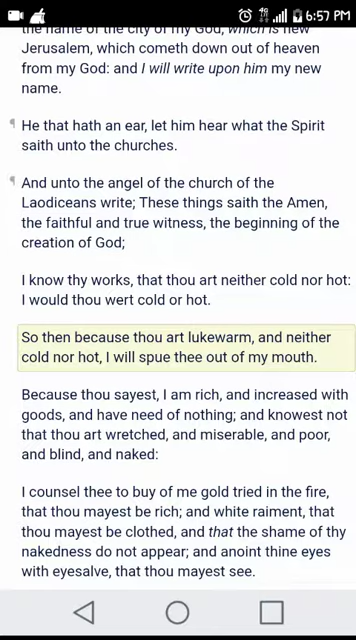 4G
6:57 PM
the name of the city of my God, which is new
Jerusalem, which cometh down out of heaven
from my God: and I will write upon him my new
name.
¶ He that hath an ear, let him hear what the Spirit
saith unto the churches.
¶ And unto the angel of the church of the
Laodiceans write; These things saith the Amen,
the faithful and true witness, the beginning of the
creation of God;
I know thy works, that thou art neither cold nor hot:
I would thou wert cold or hot.
So then because thou art lukewarm, and neither
cold nor hot, I will spue thee out of my mouth.
Because thou sayest, I am rich, and increased with
goods, and have need of nothing; and knowest not
that thou art wretched, and miserable, and poor,
and blind, and naked:
I counsel thee to buy of me gold tried in the fire,
that thou mayest be rich; and white raiment, that
thou mayest be clothed, and that the shame of thy
nakedness do not appear; and anoint thine eyes
with eyesalve, that thou mayest see.